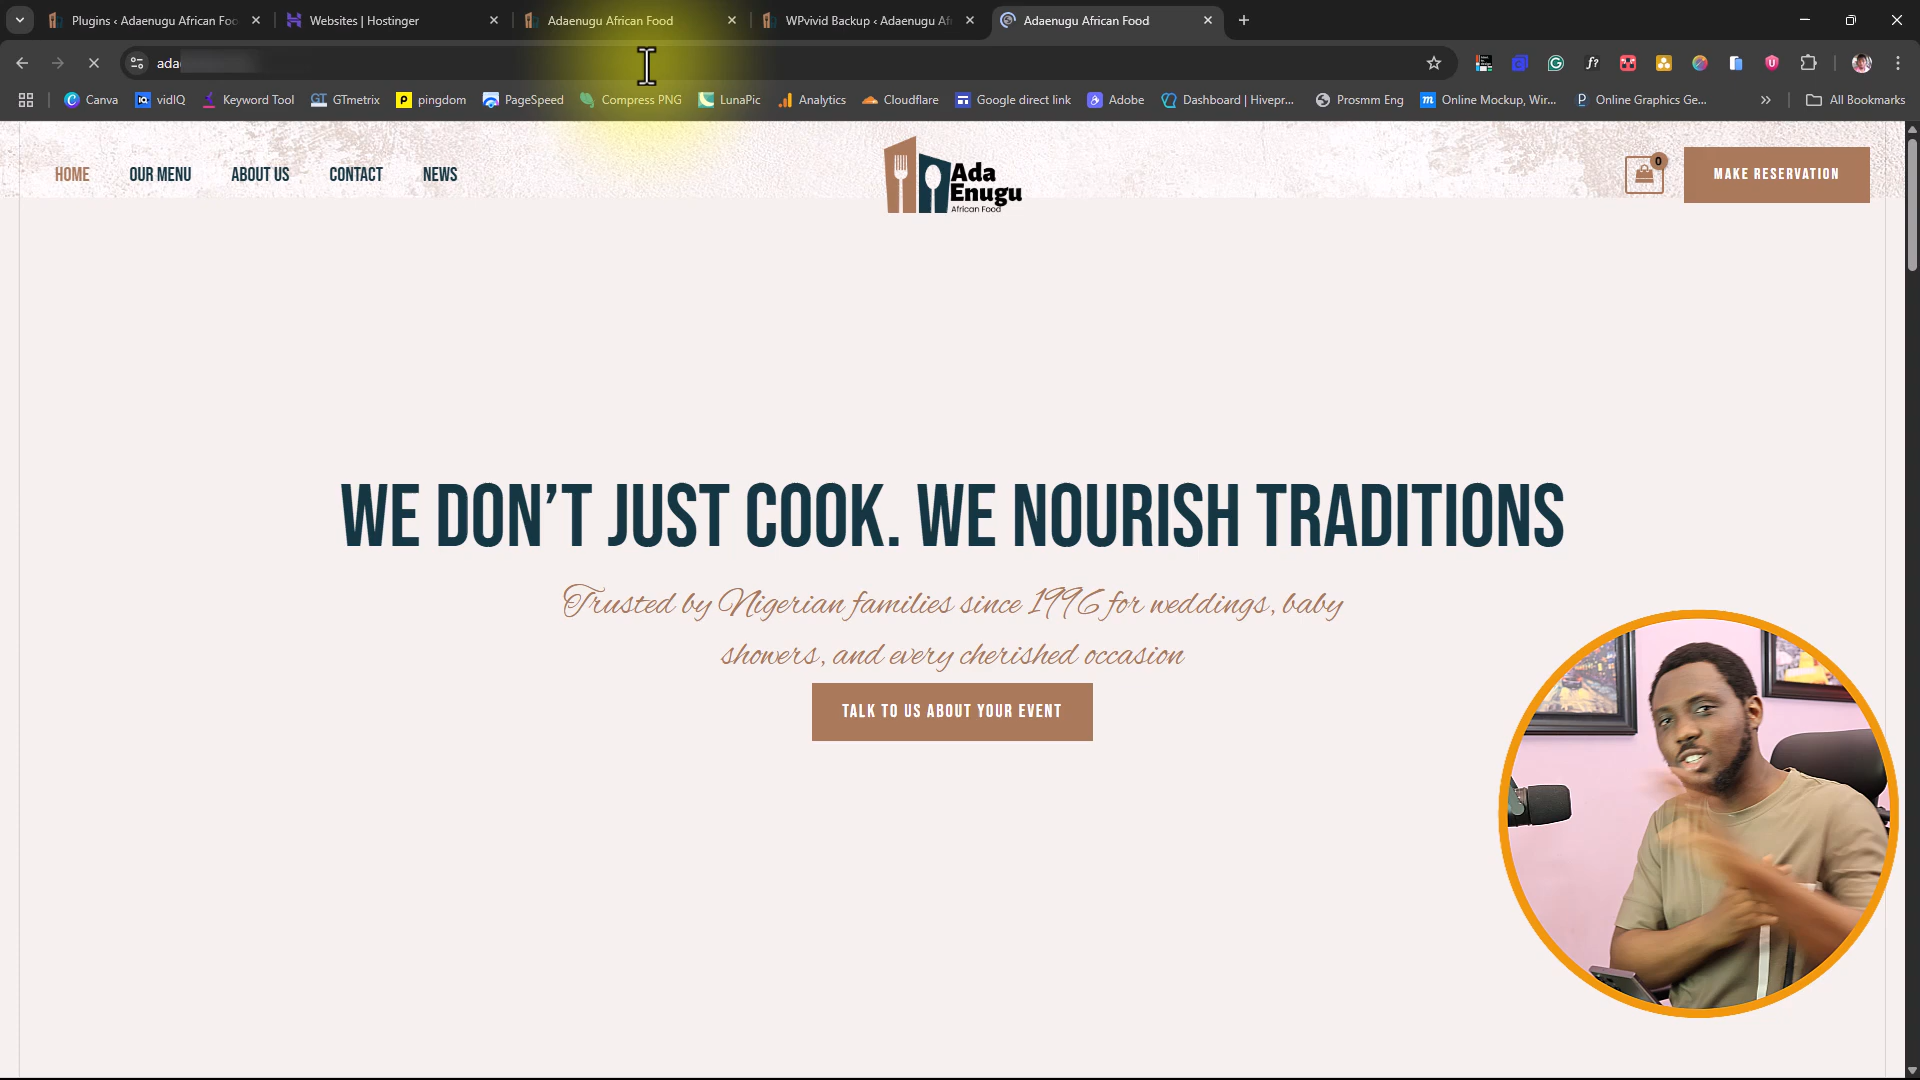 Plugins ‹ Adaenugu African Foo
Websites | Hostinger
Adaenugu African Food
WPvivid Backup ‹ Adaenugu Af
Adaenugu African Food
ada
Canva
vidIQ
Keyword Tool
GTmetrix
pingdom
PageSpeed
Compress PNG
LunaPic
Analytics
Cloudflare
Google direct link
Adobe
Dashboard | Hivepr...
Prosmm Eng
Online Mockup, Wir...
Online Graphics Ge...
All Bookmarks
HOME
OUR MENU
ABOUT US
CONTACT
NEWS
Ada
Enugu
African Food
0
MAKE RESERVATION
WE DON’T JUST COOK. WE NOURISH TRADITIONS
Trusted by Nigerian families since 1996 for weddings, baby
showers, and every cherished occasion
TALK TO US ABOUT YOUR EVENT